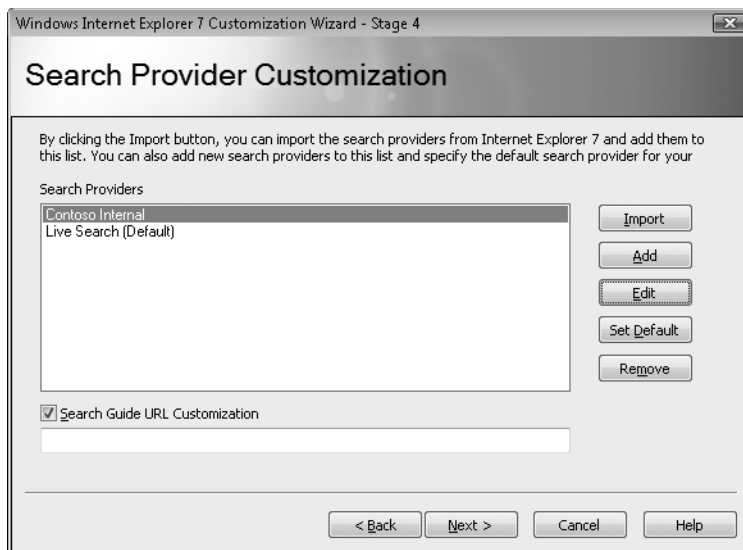 Windows Internet Explorer 7 Customization Wizard - Stage 4
Search Provider Customization
By clicking the Import button, you can import the search providers from Internet Explorer 7 and add them to
this list. You can also add new search providers to this list and specify the default search provider for your
Search Providers
Contoso Internal
Live Search (Default)
Import
Add
Edit
Set Default
Remove
Search Guide URL Customization
< Back
Next >
Cancel
Help